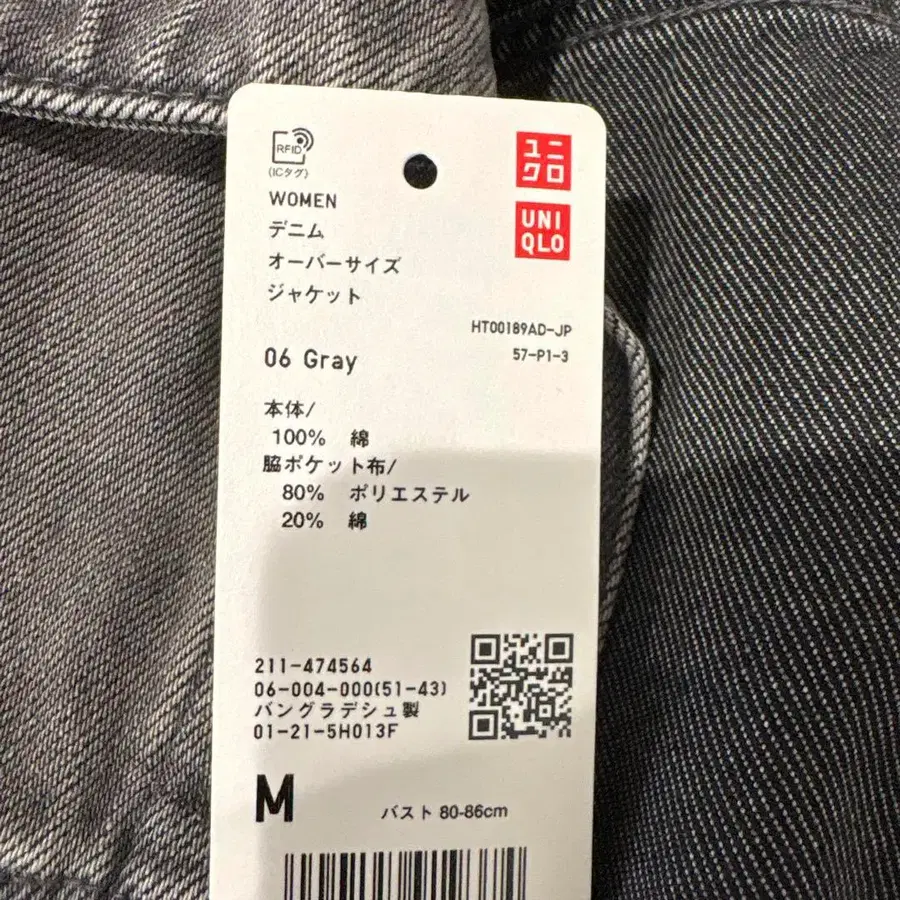 RFID
(ICタグ)
ユニ
クロ
UNI
QLO
WOMEN
デニム
オーバーサイズ
ジャケット
HT00189AD-JP
57-P1-3
06 Gray
本体/
100% 綿
脇ポケット布/
80% ポリエステル
20% 綿
211-474564
06-004-000(51-43)
バングラデシュ製
01-21-5H013F
M
バスト 80-86cm